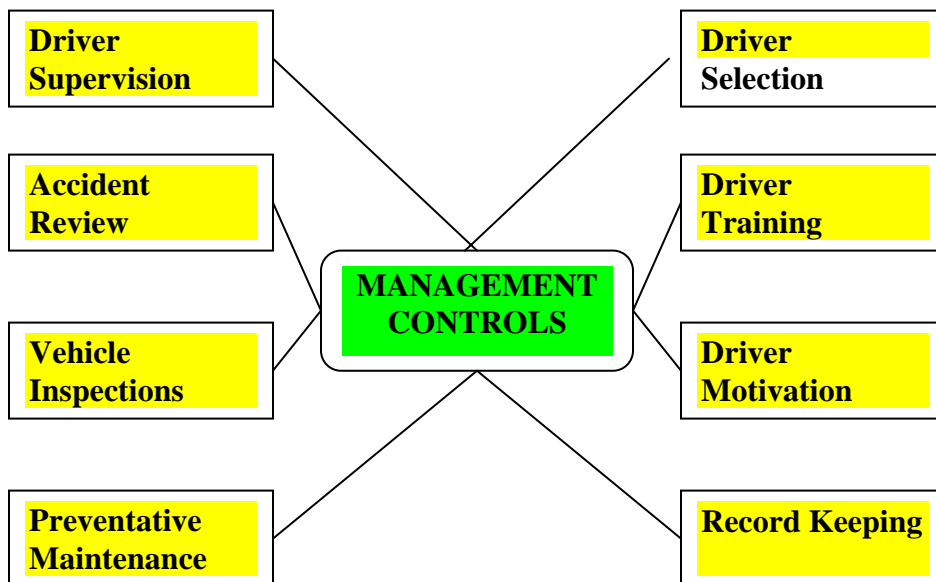 Driver
Supervision
Driver
Selection
Accident
Review
Driver
Training
MANAGEMENT
CONTROLS
Vehicle
Inspections
Driver
Motivation
Preventative
Maintenance
Record Keeping